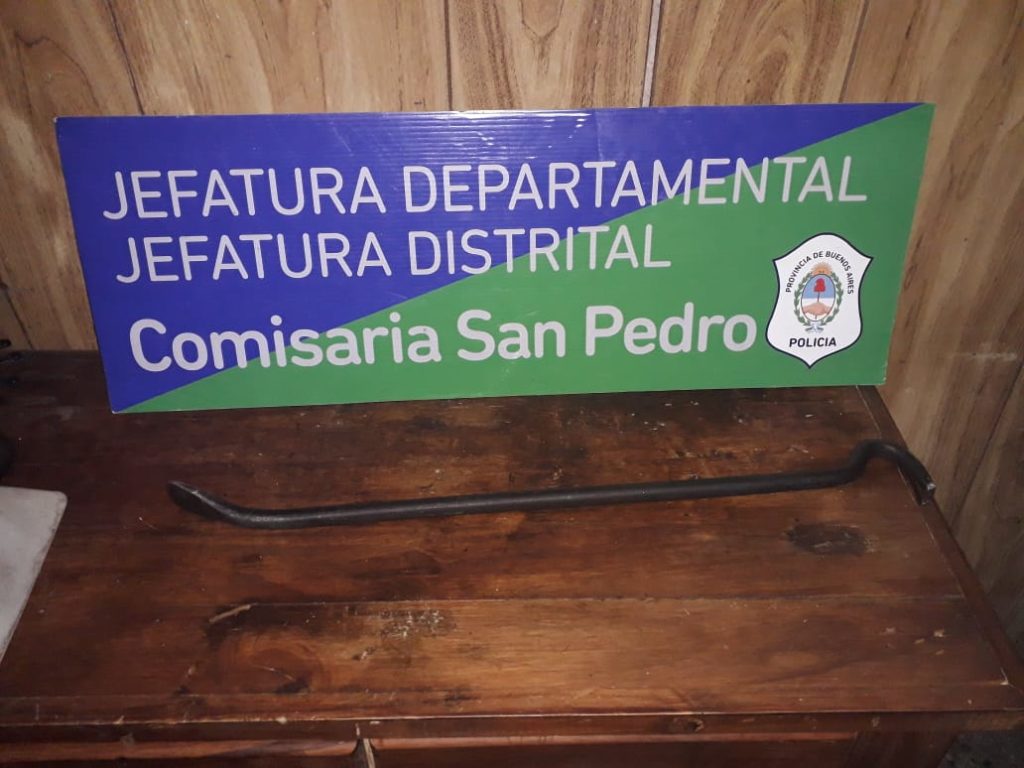 JEFATURA DEPARTAMENTAL
JEFATURA DISTRITAL
Comisaria San Pedro
PROVINCIA DE BUENOS AIRES
POLICIA